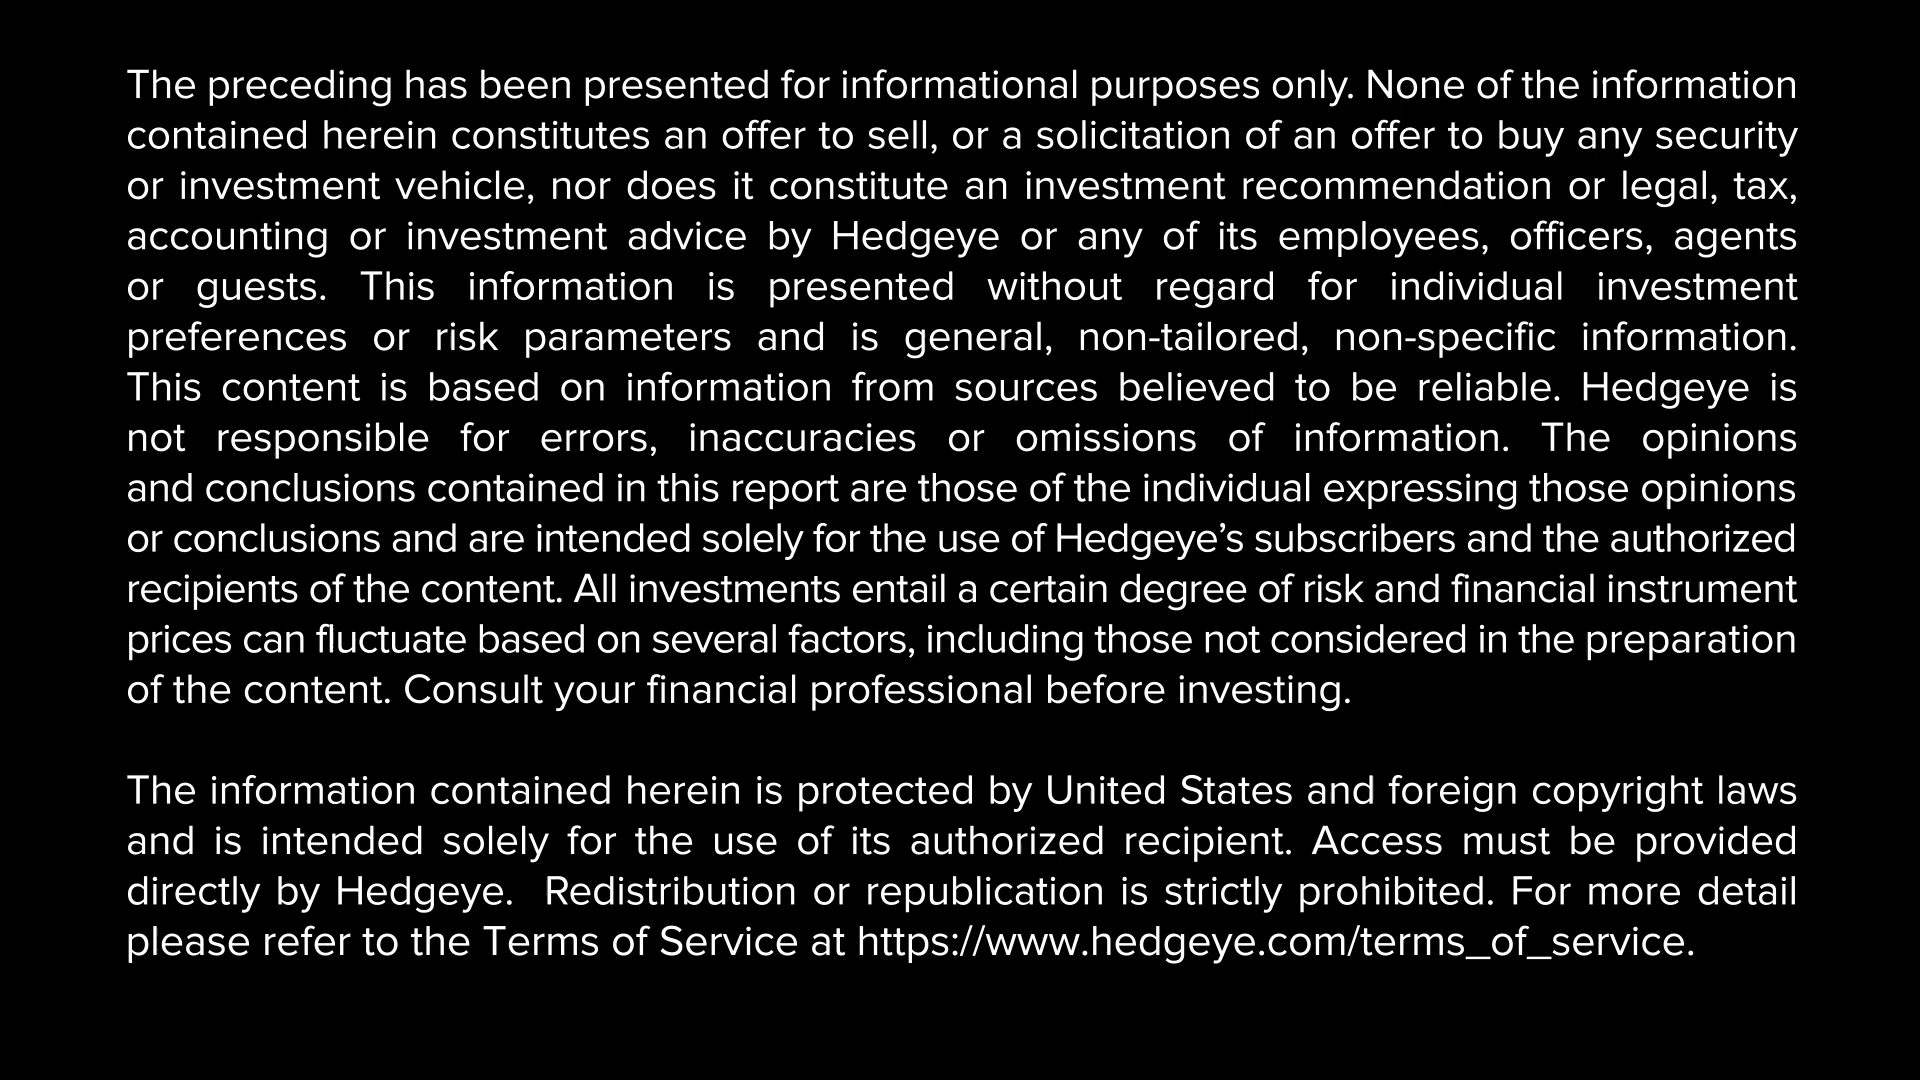 The preceding has been presented for informational purposes only. None of the information
contained herein constitutes an offer to sell, or a solicitation of an offer to buy any security
or investment vehicle, nor does it constitute an investment recommendation or legal, tax,
accounting or investment advice by Hedgeye or any of its employees, officers, agents
or guests. This information is presented without regard for individual investment
preferences or risk parameters and is general, non-tailored, non-specific information.
This content is based on information from sources believed to be reliable. Hedgeye is
not responsible for errors, inaccuracies or omissions of information. The opinions
and conclusions contained in this report are those of the individual expressing those opinions
or conclusions and are intended solely for the use of Hedgeye’s subscribers and the authorized
recipients of the content. All investments entail a certain degree of risk and financial instrument
prices can fluctuate based on several factors, including those not considered in the preparation
of the content. Consult your financial professional before investing.
The information contained herein is protected by United States and foreign copyright laws
and is intended solely for the use of its authorized recipient. Access must be provided
directly by Hedgeye.  Redistribution or republication is strictly prohibited. For more detail
please refer to the Terms of Service at https://www.hedgeye.com/terms_of_service.